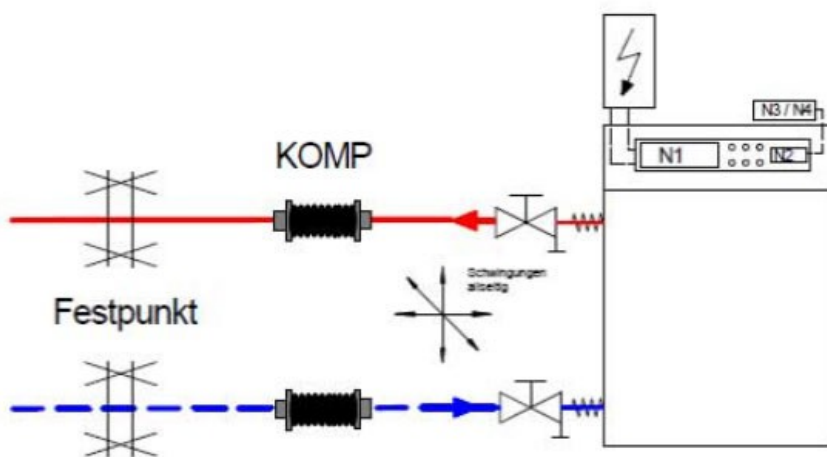 N3 / N4
KOMP
N1
N2
Schwingungen
allseitig
Festpunkt